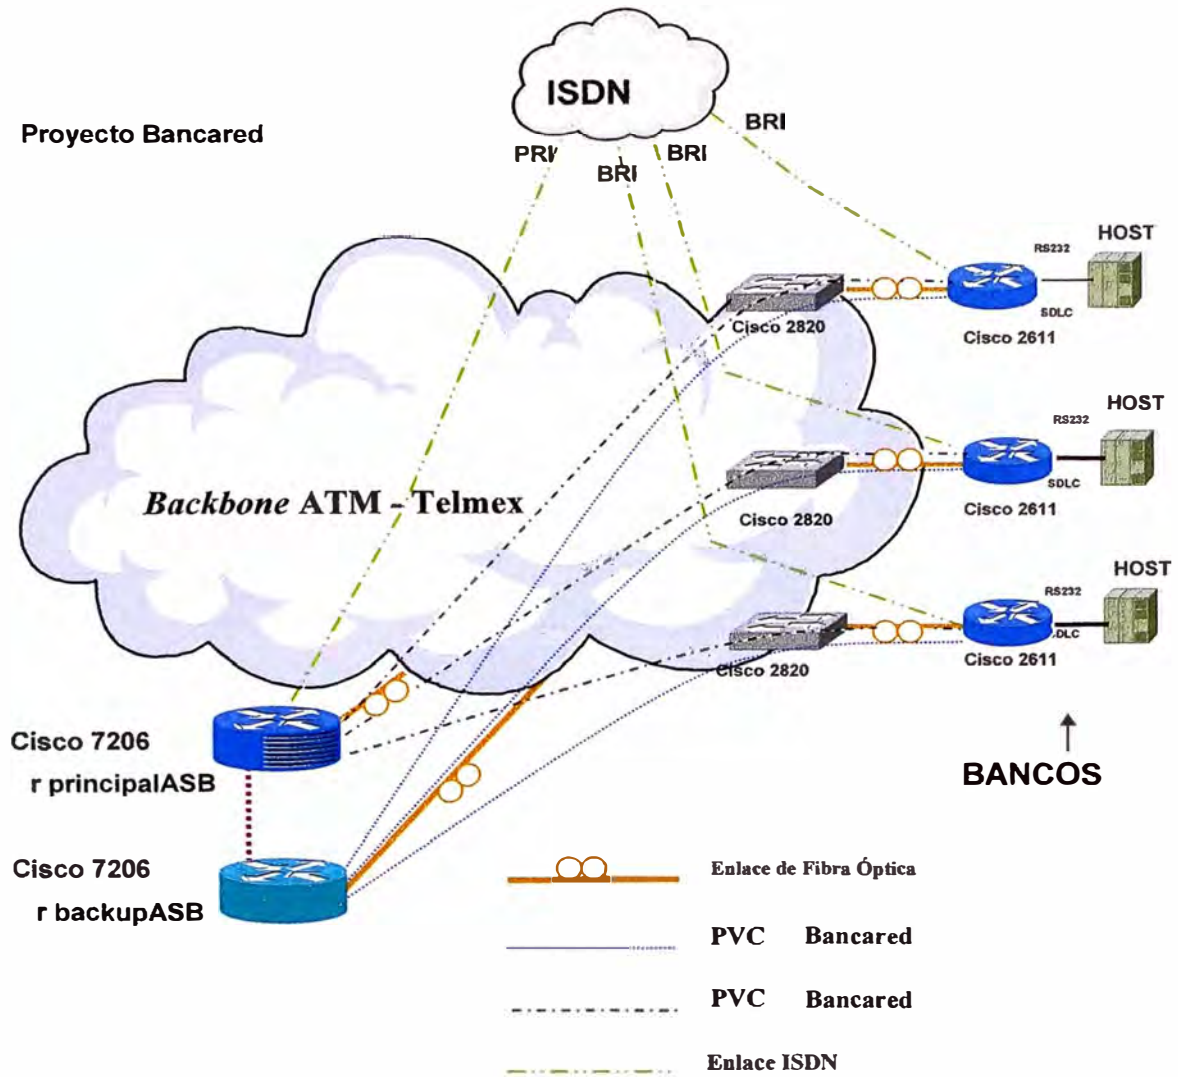 ISDN
BRI
Proyecto Bancared
PRI
BRI
BRI
HOST
RS232
SDLC
Cisco 2820
Cisco 2611
HOST
RS232
SDLC
Backbone ATM - Telmex
Cisco 2820
Cisco 2611
HOST
RS232
DLC
Cisco 2820
Cisco 2611
Cisco 7206
r principalASB
BANCOS
Cisco 7206
r backupASB
Enlace de Fibra Óptica
PVC Bancared
PVC Bancared
Enlace ISDN